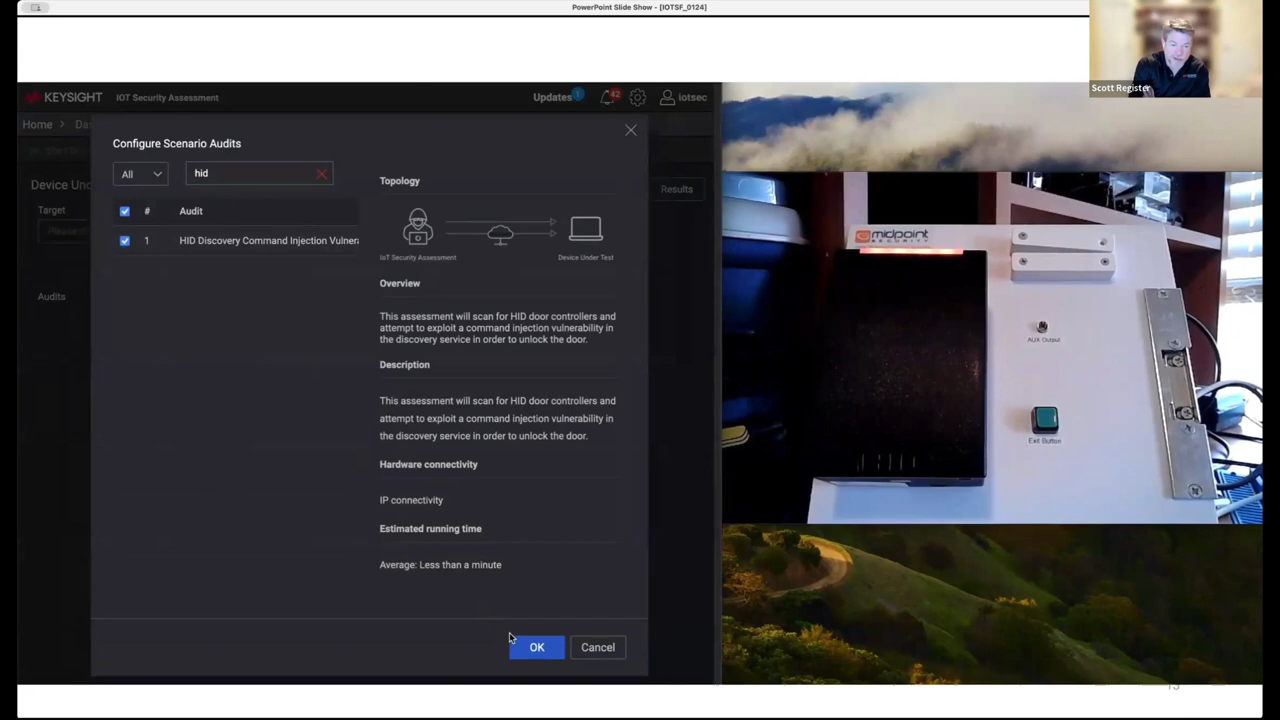 PowerPoint Slide Show - [IOTSF_0124]
Scott Register
KEYSIGHT IOT Security Assessment
Updates 1 42 iotsec
Home > Das
Configure Scenario Audits
All hid
# Audit
1 HID Discovery Command Injection Vulnera
Device Und
Target
Audits
Results
Topology
IoT Security Assessment Device Under Test
Overview
This assessment will scan for HID door controllers and
attempt to exploit a command injection vulnerability in
the discovery service in order to unlock the door.
Description
This assessment will scan for HID door controllers and
attempt to exploit a command injection vulnerability in
the discovery service in order to unlock the door.
Hardware connectivity
IP connectivity
Estimated running time
Average: Less than a minute
OK Cancel
midpoint
SECURITY
AUX Output
Exit Button